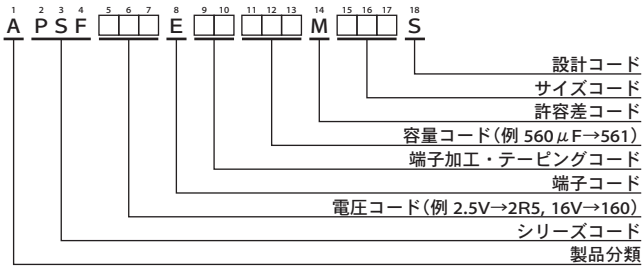 1 2 3 4 5 6 7 8 9 10 11 12 13 14 15 16 17 18
A P S F □□□ E □□ □□□ M □□□ S
設計コード
サイズコード
許容差コード
容量コード(例 560μF→561)
端子加工・テーピングコード
端子コード
電圧コード(例 2.5V→2R5, 16V→160)
シリーズコード
製品分類